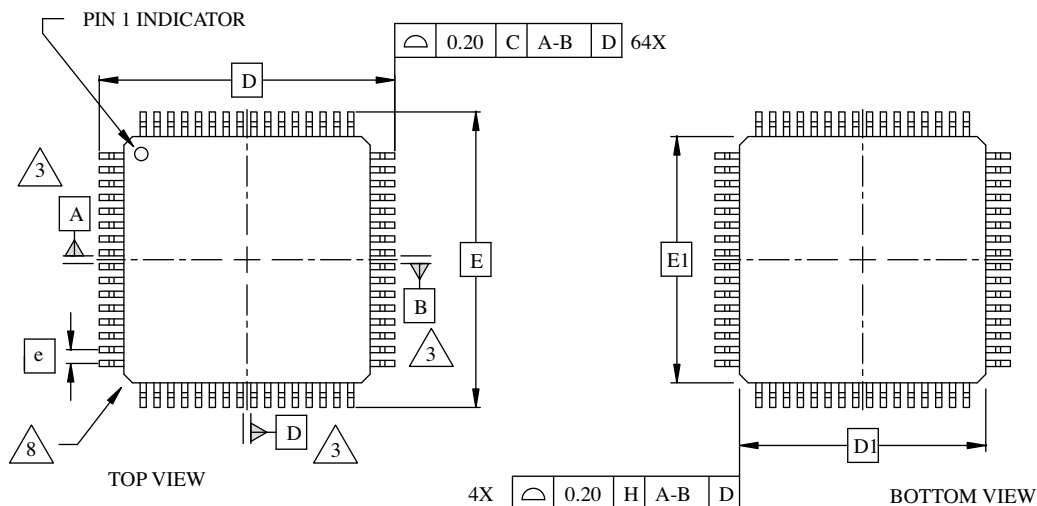 PIN 1 INDICATOR
0.20 C A-B D 64X
D
3
A
E
B
3
e
D
3
8
TOP VIEW
E1
D1
4X 0.20 H A-B D
BOTTOM VIEW